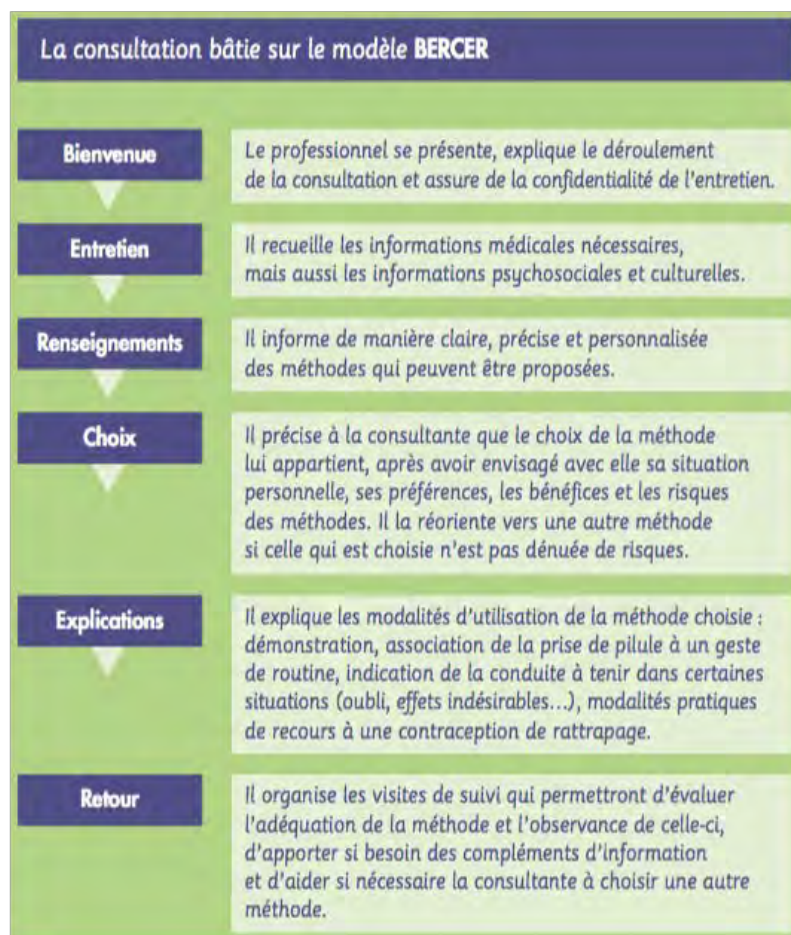 La consultation bâtie sur le modèle BERCER
Bienvenue
Le professionnel se présente, explique le déroulement
de la consultation et assure de la confidentialité de l'entretien.
Entretien
Il recueille les informations médicales nécessaires,
mais aussi les informations psychosociales et culturelles.
Renseignements
Il informe de manière claire, précise et personnalisée
des méthodes qui peuvent être proposées.
Choix
Il précise à la consultante que le choix de la méthode
lui appartient, après avoir envisagé avec elle sa situation
personnelle, ses préférences, les bénéfices et les risques
des méthodes. Il la réoriente vers une autre méthode
si celle qui est choisie n'est pas dénuée de risques.
Explications
Il explique les modalités d'utilisation de la méthode choisie :
démonstration, association de la prise de pilule à un geste
de routine, indication de la conduite à tenir dans certaines
situations (oubli, effets indésirables...), modalités pratiques
de recours à une contraception de rattrapage.
Retour
Il organise les visites de suivi qui permettront d'évaluer
l'adéquation de la méthode et l'observance de celle-ci,
d'apporter si besoin des compléments d'information
et d'aider si nécessaire la consultante à choisir une autre
méthode.